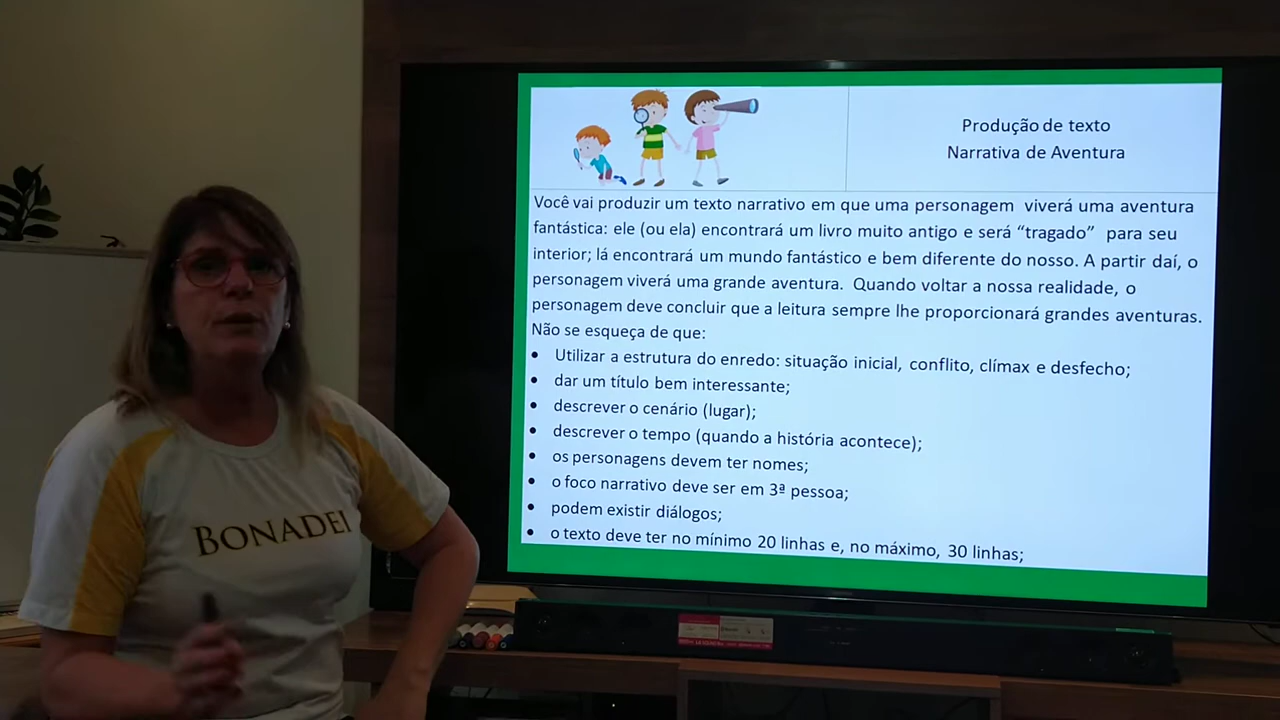 Produção de texto
Narrativa de Aventura
Você vai produzir um texto narrativo em que uma personagem viverá uma aventura
fantástica: ele (ou ela) encontrará um livro muito antigo e será “tragado” para seu
interior; lá encontrará um mundo fantástico e bem diferente do nosso. A partir daí, o
personagem viverá uma grande aventura. Quando voltar a nossa realidade, o
personagem deve concluir que a leitura sempre lhe proporcionará grandes aventuras.
Não se esqueça de que:
• Utilizar a estrutura do enredo: situação inicial, conflito, clímax e desfecho;
• dar um título bem interessante;
• descrever o cenário (lugar);
• descrever o tempo (quando a história acontece);
• os personagens devem ter nomes;
• o foco narrativo deve ser em 3ª pessoa;
• podem existir diálogos;
• o texto deve ter no mínimo 20 linhas e, no máximo, 30 linhas;
BONADEI